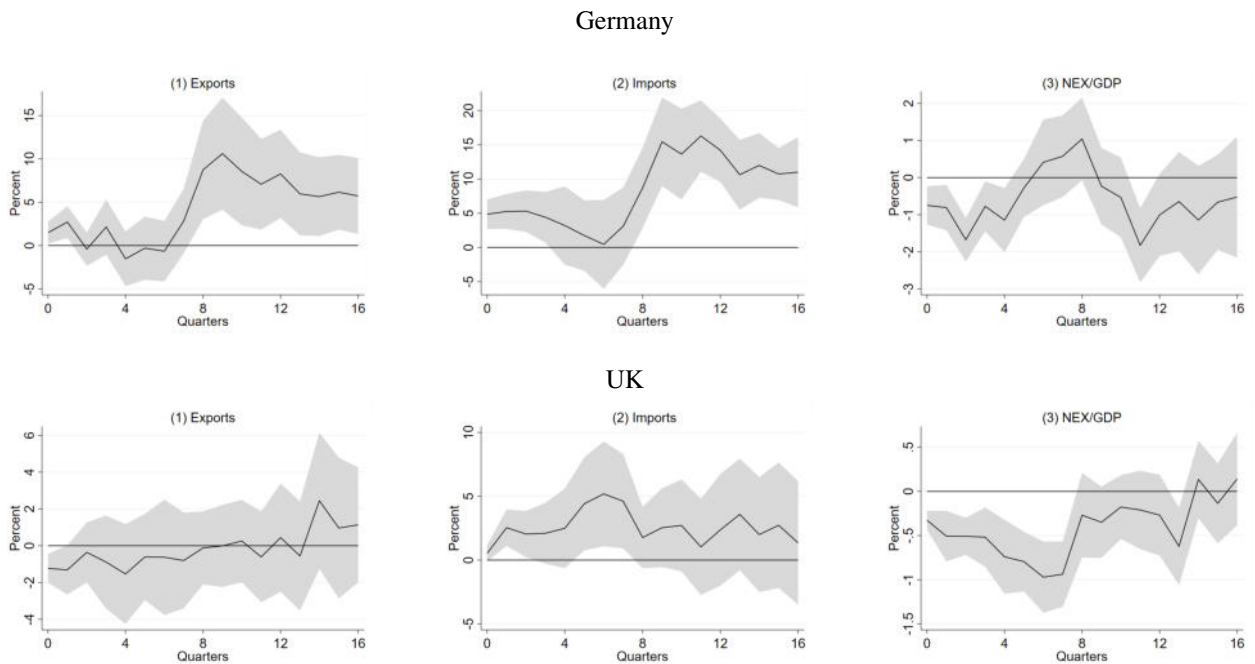 Germany
(1) Exports
(2) Imports
(3) NEX/GDP
Percent
15
10
5
0
-5
Percent
20
15
10
5
0
-5
Percent
2
1
0
-1
-2
-3
0 4 8 12 16
0 4 8 12 16
0 4 8 12 16
Quarters
Quarters
Quarters
UK
(1) Exports
(2) Imports
(3) NEX/GDP
Percent
6
4
2
0
-2
-4
Percent
10
5
0
-5
Percent
.5
0
-.5
-1
-1.5
0 4 8 12 16
0 4 8 12 16
0 4 8 12 16
Quarters
Quarters
Quarters